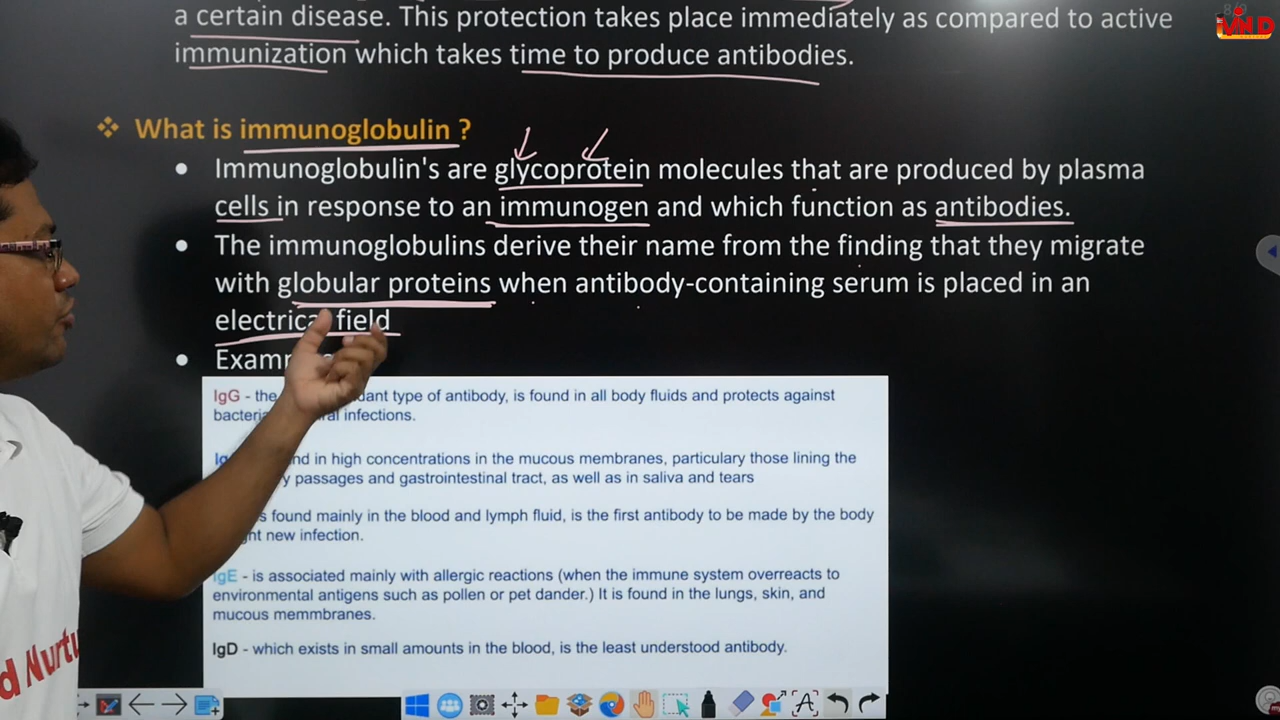 a certain disease. This protection takes place immediately as compared to active
immunization which takes time to produce antibodies.
What is immunoglobulin ?
Immunoglobulin's are glycoprotein molecules that are produced by plasma
cells in response to an immunogen and which function as antibodies.
The immunoglobulins derive their name from the finding that they migrate
with globular proteins when antibody-containing serum is placed in an
electrical field
IgG - the type of antibody, is found in all body fluids and protects against
infections.
in high concentrations in the mucous membranes, particulary those lining the
passages and gastrointestinal tract, as well as in saliva and tears
found mainly in the blood and lymph fluid, is the first antibody to be made by the body
new infection.
IgE - is associated mainly with allergic reactions (when the immune system overreacts to
environmental antigens such as pollen or pet dander.) It is found in the lungs, skin, and
mucous memmbranes.
IgD - which exists in small amounts in the blood, is the least understood antibody.